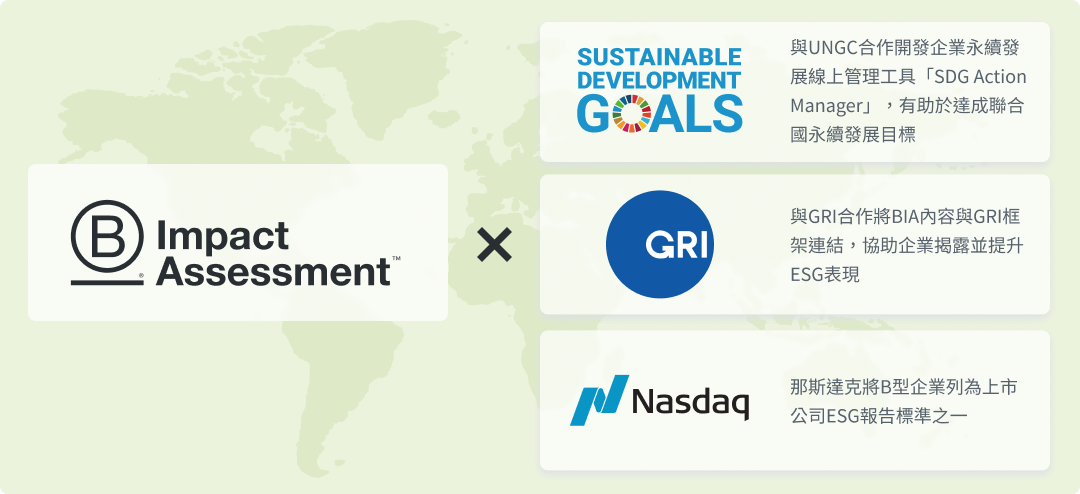 B
®
Impact
Assessment™
×
SUSTAINABLE
DEVELOPMENT
GOALS
與UNGC合作開發企業永續發
展線上管理工具「SDG Action
Manager」，有助於達成聯合
國永續發展目標
GRI
與GRI合作將BIA內容與GRI框
架連結，協助企業揭露並提升
ESG表現
Nasdaq
那斯達克將B型企業列為上市
公司ESG報告標準之一